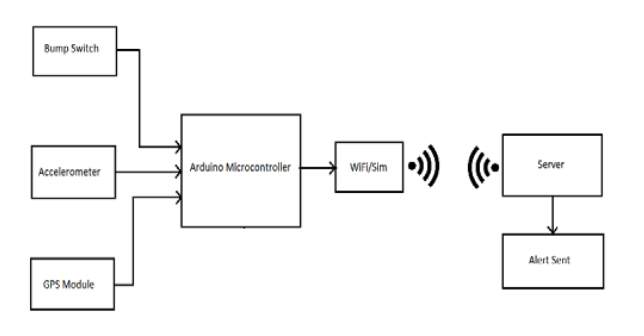 Bump Switch
Accelerometer
GPS Module
Arduino Microcontroller
WiFi/Sim
Server
Alert Sent